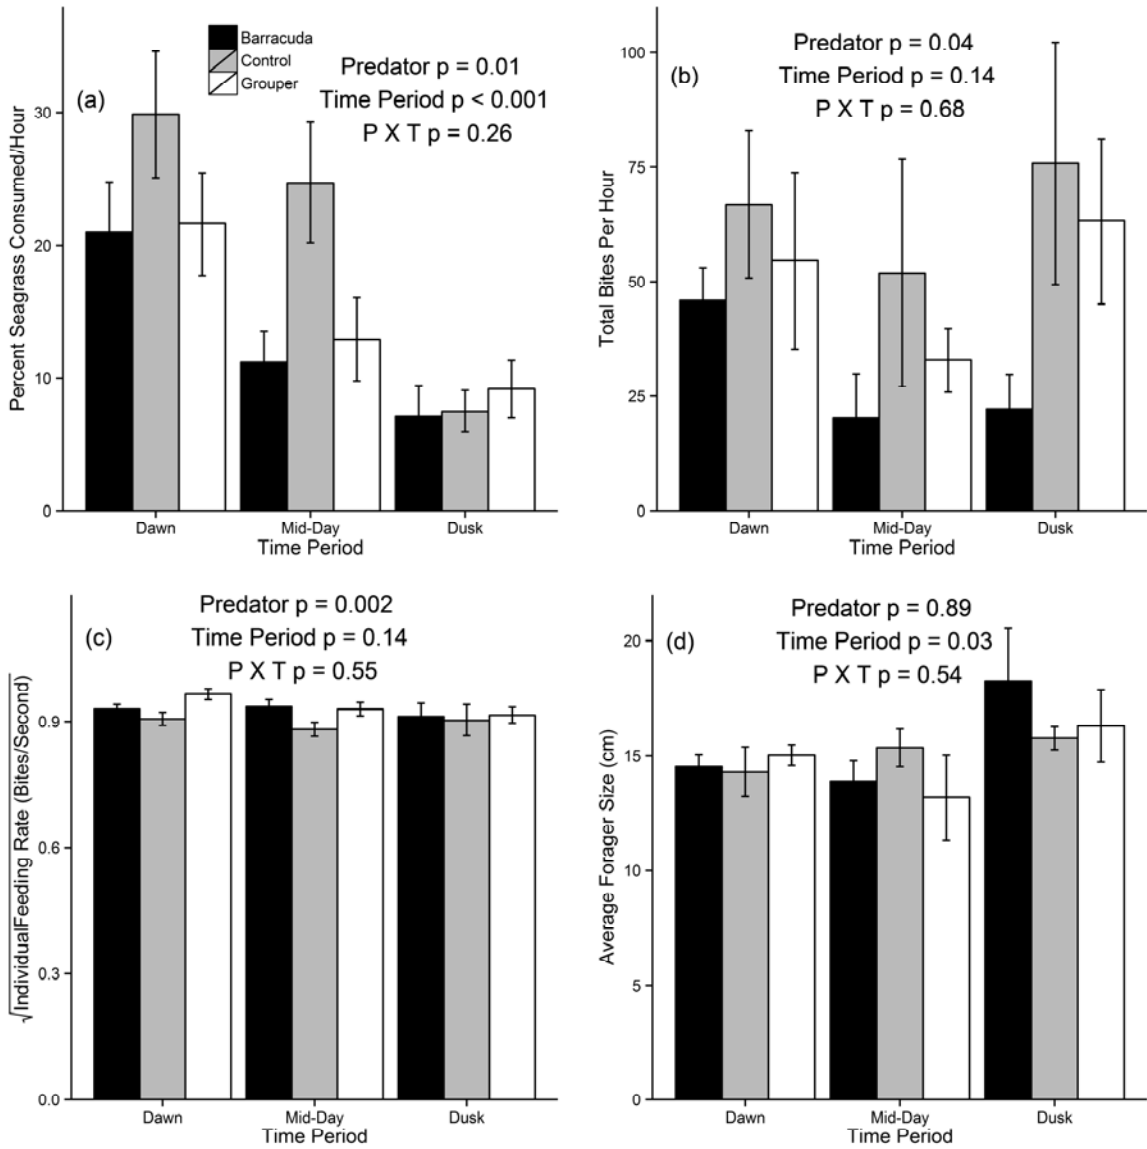 Barracuda
Control
Grouper
(a)
Predator p = 0.01
Time Period p < 0.001
P X T p = 0.26
Percent Seagrass Consumed/Hour
30
20
10
0
Dawn
Mid-Day
Dusk
Time Period
(b)
Predator p = 0.04
Time Period p = 0.14
P X T p = 0.68
Total Bites Per Hour
100
75
50
25
0
Dawn
Mid-Day
Dusk
Time Period
(c)
Predator p = 0.002
Time Period p = 0.14
P X T p = 0.55
√IndividualFeeding Rate (Bites/Second)
0.9
0.6
0.3
0.0
Dawn
Mid-Day
Dusk
Time Period
(d)
Predator p = 0.89
Time Period p = 0.03
P X T p = 0.54
Average Forager Size (cm)
20
15
10
5
0
Dawn
Mid-Day
Dusk
Time Period